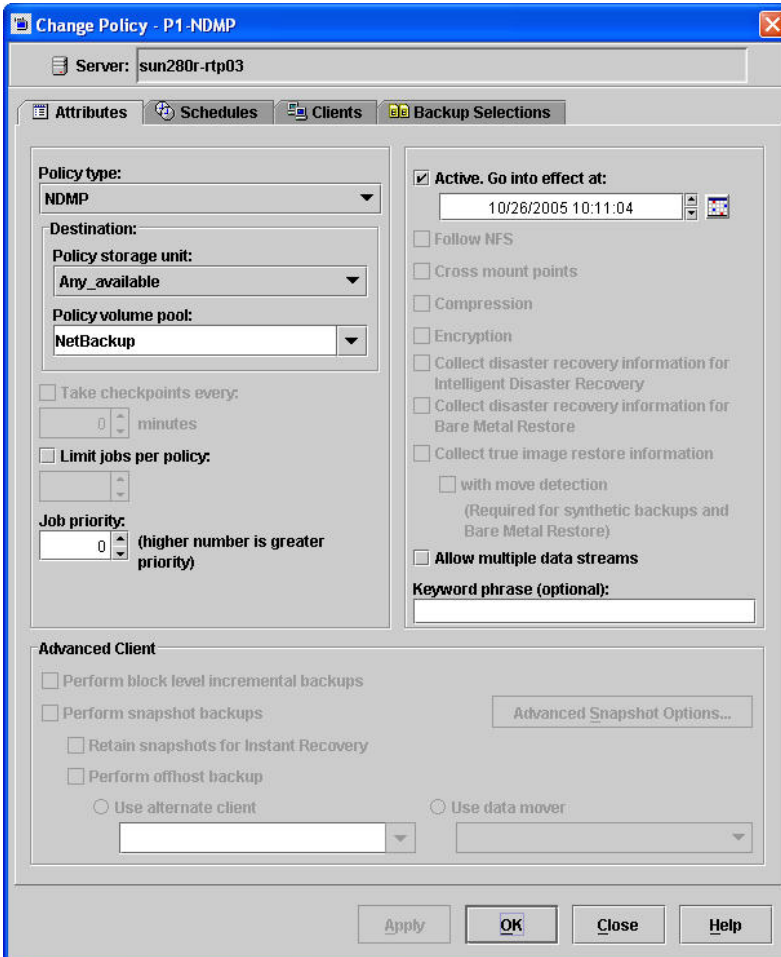 Change Policy - P1-NDMP
Server: sun280r-rtp03
Attributes
Schedules
Clients
Backup Selections
Policy type:
NDMP
Destination:
Policy storage unit:
Any_available
Policy volume pool:
NetBackup
Take checkpoints every:
0 minutes
Limit jobs per policy:
Job priority:
0 (higher number is greater
priority)
Active. Go into effect at:
10/26/2005 10:11:04
Follow NFS
Cross mount points
Compression
Encryption
Collect disaster recovery information for
Intelligent Disaster Recovery
Collect disaster recovery information for
Bare Metal Restore
Collect true image restore information
with move detection
(Required for synthetic backups and
Bare Metal Restore)
Allow multiple data streams
Keyword phrase (optional):
Advanced Client
Perform block level incremental backups
Perform snapshot backups
Advanced Snapshot Options...
Retain snapshots for Instant Recovery
Perform offhost backup
Use alternate client
Use data mover
Apply
OK
Close
Help